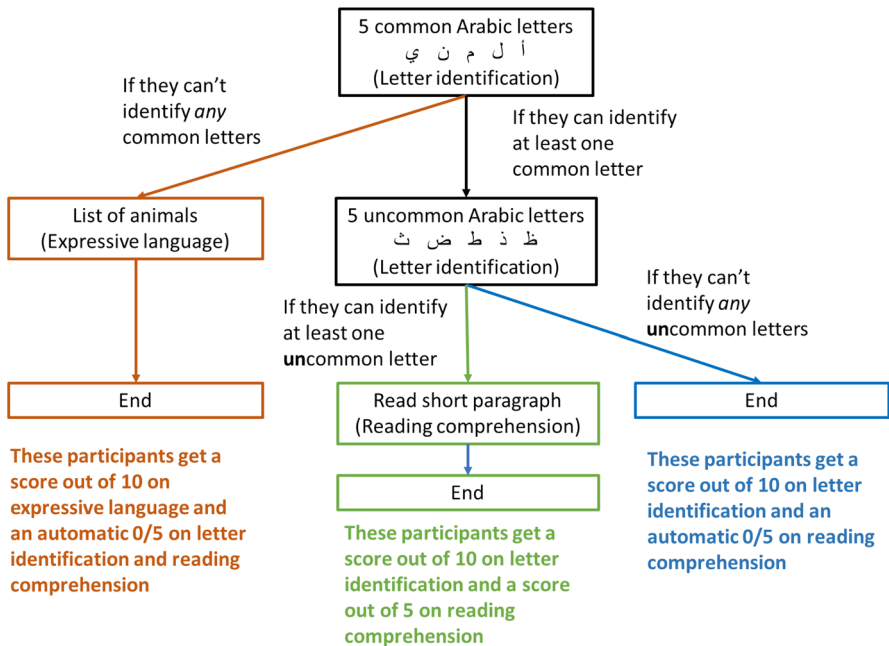 5 common Arabic letters
أ ل م ن ي
(Letter identification)
If they can’t
identify any
common letters
If they can identify
at least one
common letter
List of animals
(Expressive language)
5 uncommon Arabic letters
ظ ذ ط ض ث
(Letter identification)
If they can identify
at least one
uncommon letter
If they can’t
identify any
uncommon letters
End
Read short paragraph
(Reading comprehension)
End
End
These participants get a
score out of 10 on
expressive language and
an automatic 0/5 on letter
identification and reading
comprehension
These participants get a
score out of 10 on letter
identification and a score
out of 5 on reading
comprehension
These participants get a
score out of 10 on letter
identification and an
automatic 0/5 on reading
comprehension